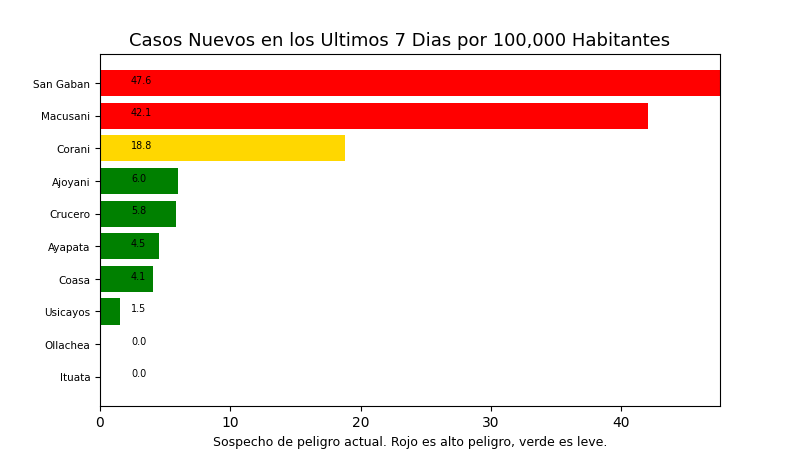 Casos Nuevos en los Ultimos 7 Dias por 100,000 Habitantes
San Gaban 47.6
Macusani 42.1
Corani 18.8
Ajoyani 6.0
Crucero 5.8
Ayapata 4.5
Coasa 4.1
Usicayos 1.5
Ollachea 0.0
Ituata 0.0
0 10 20 30 40
Sospecho de peligro actual. Rojo es alto peligro, verde es leve.